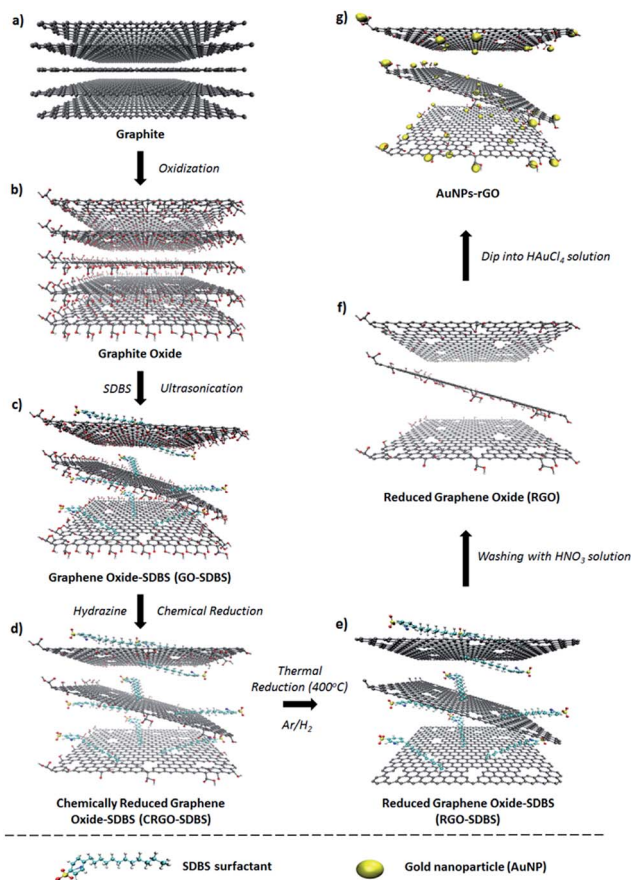 a)
Graphite
Oxidization
b)
Graphite Oxide
SDBS Ultrasonication
c)
Graphene Oxide-SDBS (GO-SDBS)
Hydrazine Chemical Reduction
d)
Chemically Reduced Graphene
Oxide-SDBS (CRGO-SDBS)
Thermal
Reduction (400°C)
Ar/H₂
e)
Reduced Graphene Oxide-SDBS
(RGO-SDBS)
Washing with HNO₃ solution
f)
Reduced Graphene Oxide (RGO)
Dip into HAuCl₄ solution
g)
AuNPs-rGO
SDBS surfactant
Gold nanoparticle (AuNP)